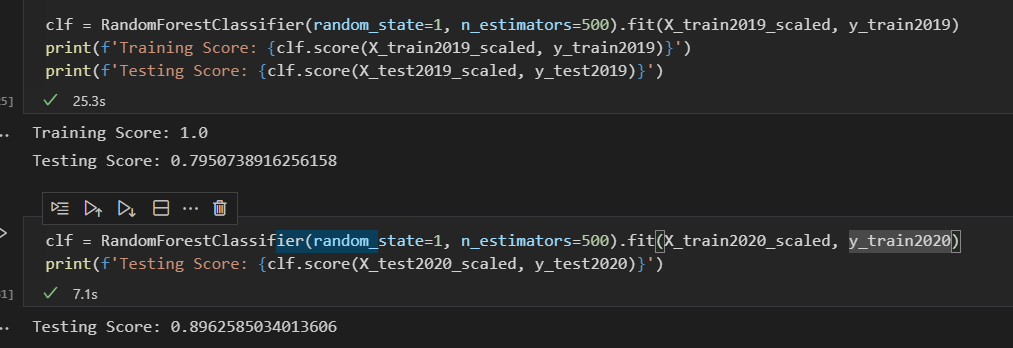 clf = RandomForestClassifier(random_state=1, n_estimators=500).fit(X_train2019_scaled, y_train2019)
print(f'Training Score: {clf.score(X_train2019_scaled, y_train2019)}')
print(f'Testing Score: {clf.score(X_test2019_scaled, y_test2019)}')
5]
25.3s
Training Score: 1.0
Testing Score: 0.7950738916256158
clf = RandomForestClassifier(random_state=1, n_estimators=500).fit(X_train2020_scaled, y_train2020)
print(f'Testing Score: {clf.score(X_test2020_scaled, y_test2020)}')
1]
7.1s
Testing Score: 0.8962585034013606